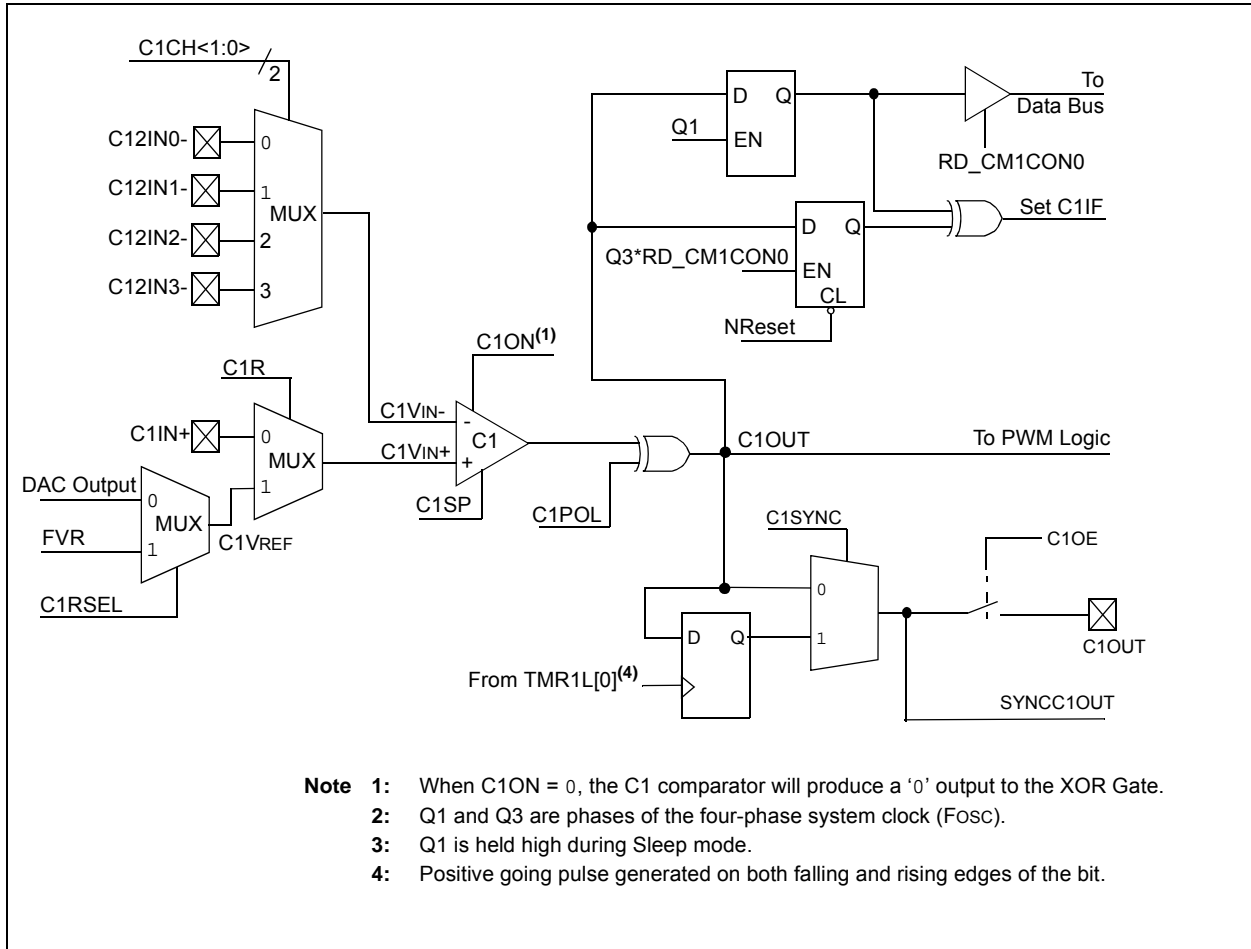 C1CH<1:0>
2
C12IN0-
0
C12IN1-
1
MUX
C12IN2-
2
C12IN3-
3
D Q
Q1
EN
To
Data Bus
RD_CM1CON0
D Q
Q3*RD_CM1CON0
EN
CL
NReset
Set C1IF
C1ON(1)
C1R
C1VIN-
-
C1
C1IN+
0
MUX
1
C1VIN+
+
C1SP
DAC Output
0
MUX
FVR
1
C1VREF
C1RSEL
C1POL
C1OUT
To PWM Logic
C1SYNC
C1OE
0
1
D Q
From TMR1L[0](4)
C1OUT
SYNCC1OUT
Note 1: When C1ON = 0, the C1 comparator will produce a ‘0’ output to the XOR Gate.
2: Q1 and Q3 are phases of the four-phase system clock (FOSC).
3: Q1 is held high during Sleep mode.
4: Positive going pulse generated on both falling and rising edges of the bit.